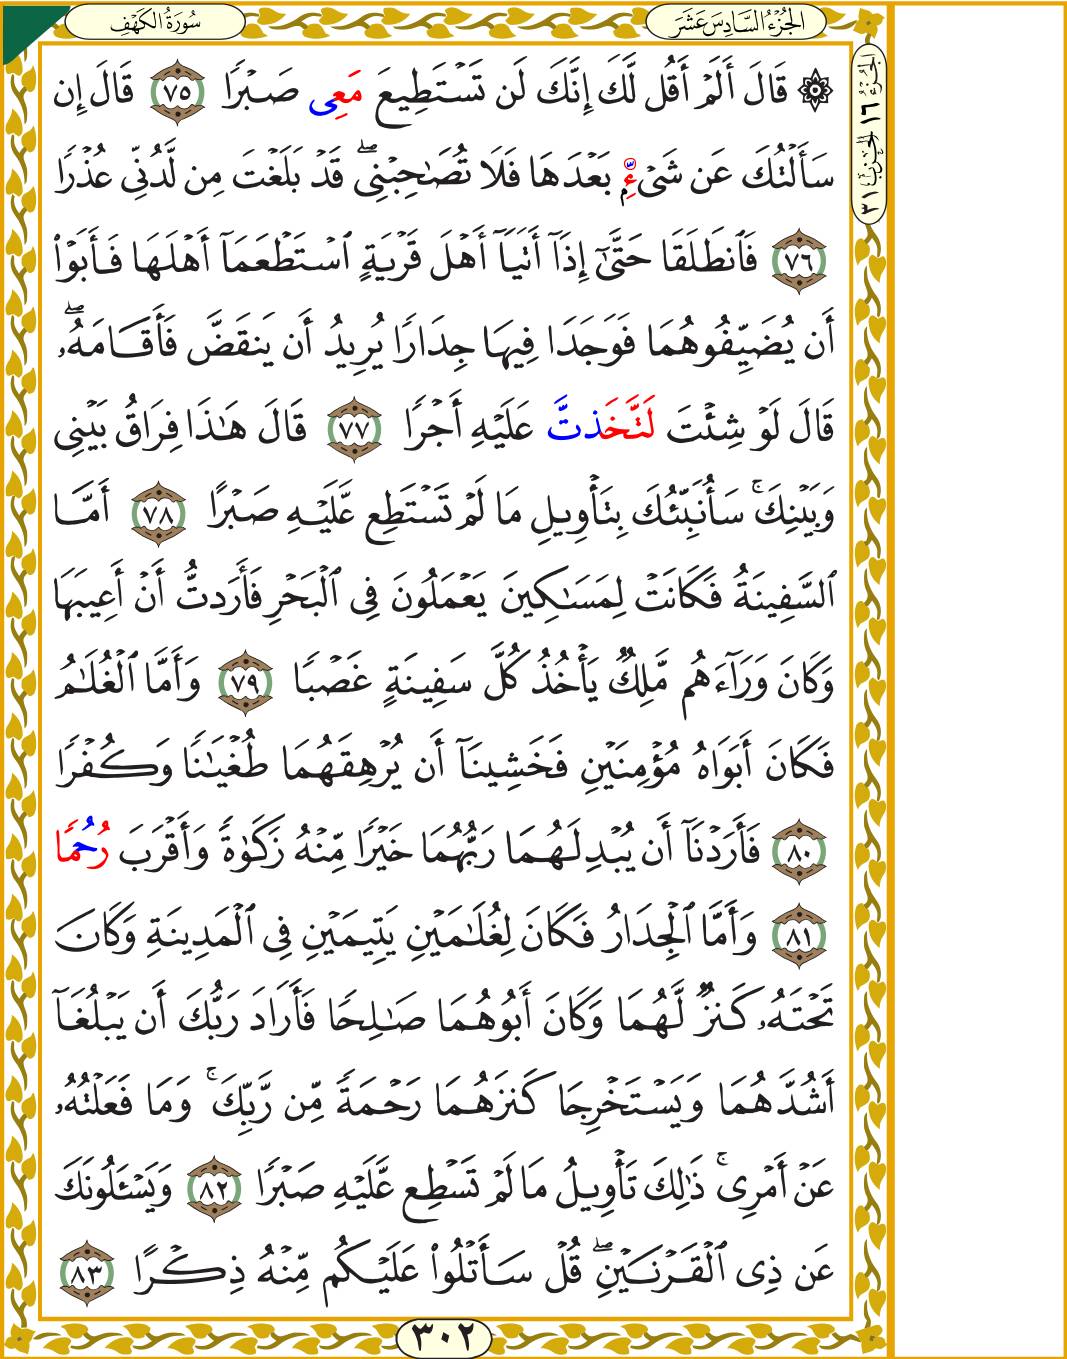 سُورَةُ الكَهْفِ
الجُزْءُ السَّادِسَ عَشَرَ
الجُزْءُ ١٦ الحِزْبُ ٣١
۞ قَالَ أَلَمْ أَقُل لَّكَ إِنَّكَ لَن تَسْتَطِيعَ مَعِى صَبْرًا ٧٥ قَالَ إِن
سَأَلْتُكَ عَن شَىْءٍۭ بَعْدَهَا فَلَا تُصَٰحِبْنِى ۖ قَدْ بَلَغْتَ مِن لَّدُنِّى عُذْرًا
٧٦ فَٱنطَلَقَا حَتَّىٰٓ إِذَآ أَتَيَآ أَهْلَ قَرْيَةٍ ٱسْتَطْعَمَآ أَهْلَهَا فَأَبَوْا۟
أَن يُضَيِّفُوهُمَا فَوَجَدَا فِيهَا جِدَارًا يُرِيدُ أَن يَنقَضَّ فَأَقَامَهُۥ ۖ
قَالَ لَوْ شِئْتَ لَتَّخَذتَّ عَلَيْهِ أَجْرًا ٧٧ قَالَ هَٰذَا فِرَاقُ بَيْنِى
وَبَيْنِكَ ۚ سَأُنَبِّئُكَ بِتَأْوِيلِ مَا لَمْ تَسْتَطِع عَّلَيْهِ صَبْرًا ٧٨ أَمَّا
ٱلسَّفِينَةُ فَكَانَتْ لِمَسَٰكِينَ يَعْمَلُونَ فِى ٱلْبَحْرِ فَأَرَدتُّ أَنْ أَعِيبَهَا
وَكَانَ وَرَآءَهُم مَّلِكٌ يَأْخُذُ كُلَّ سَفِينَةٍ غَصْبًا ٧٩ وَأَمَّا ٱلْغُلَٰمُ
فَكَانَ أَبَوَاهُ مُؤْمِنَيْنِ فَخَشِينَآ أَن يُرْهِقَهُمَا طُغْيَٰنًا وَكُفْرًا
٨٠ فَأَرَدْنَآ أَن يُبْدِلَهُمَا رَبُّهُمَا خَيْرًا مِّنْهُ زَكَوٰةً وَأَقْرَبَ رُحُمًا
٨١ وَأَمَّا ٱلْجِدَارُ فَكَانَ لِغُلَٰمَيْنِ يَتِيمَيْنِ فِى ٱلْمَدِينَةِ وَكَانَ
تَحْتَهُۥ كَنزٌ لَّهُمَا وَكَانَ أَبُوهُمَا صَٰلِحًا فَأَرَادَ رَبُّكَ أَن يَبْلُغَآ
أَشُدَّهُمَا وَيَسْتَخْرِجَا كَنزَهُمَا رَحْمَةً مِّن رَّبِّكَ ۚ وَمَا فَعَلْتُهُۥ
عَنْ أَمْرِى ۚ ذَٰلِكَ تَأْوِيلُ مَا لَمْ تَسْطِع عَّلَيْهِ صَبْرًا ٨٢ وَيَسْـَٔلُونَكَ
عَن ذِى ٱلْقَرْنَيْنِ ۖ قُلْ سَأَتْلُوا۟ عَلَيْكُم مِّنْهُ ذِكْرًا ٨٣
٣٠٢